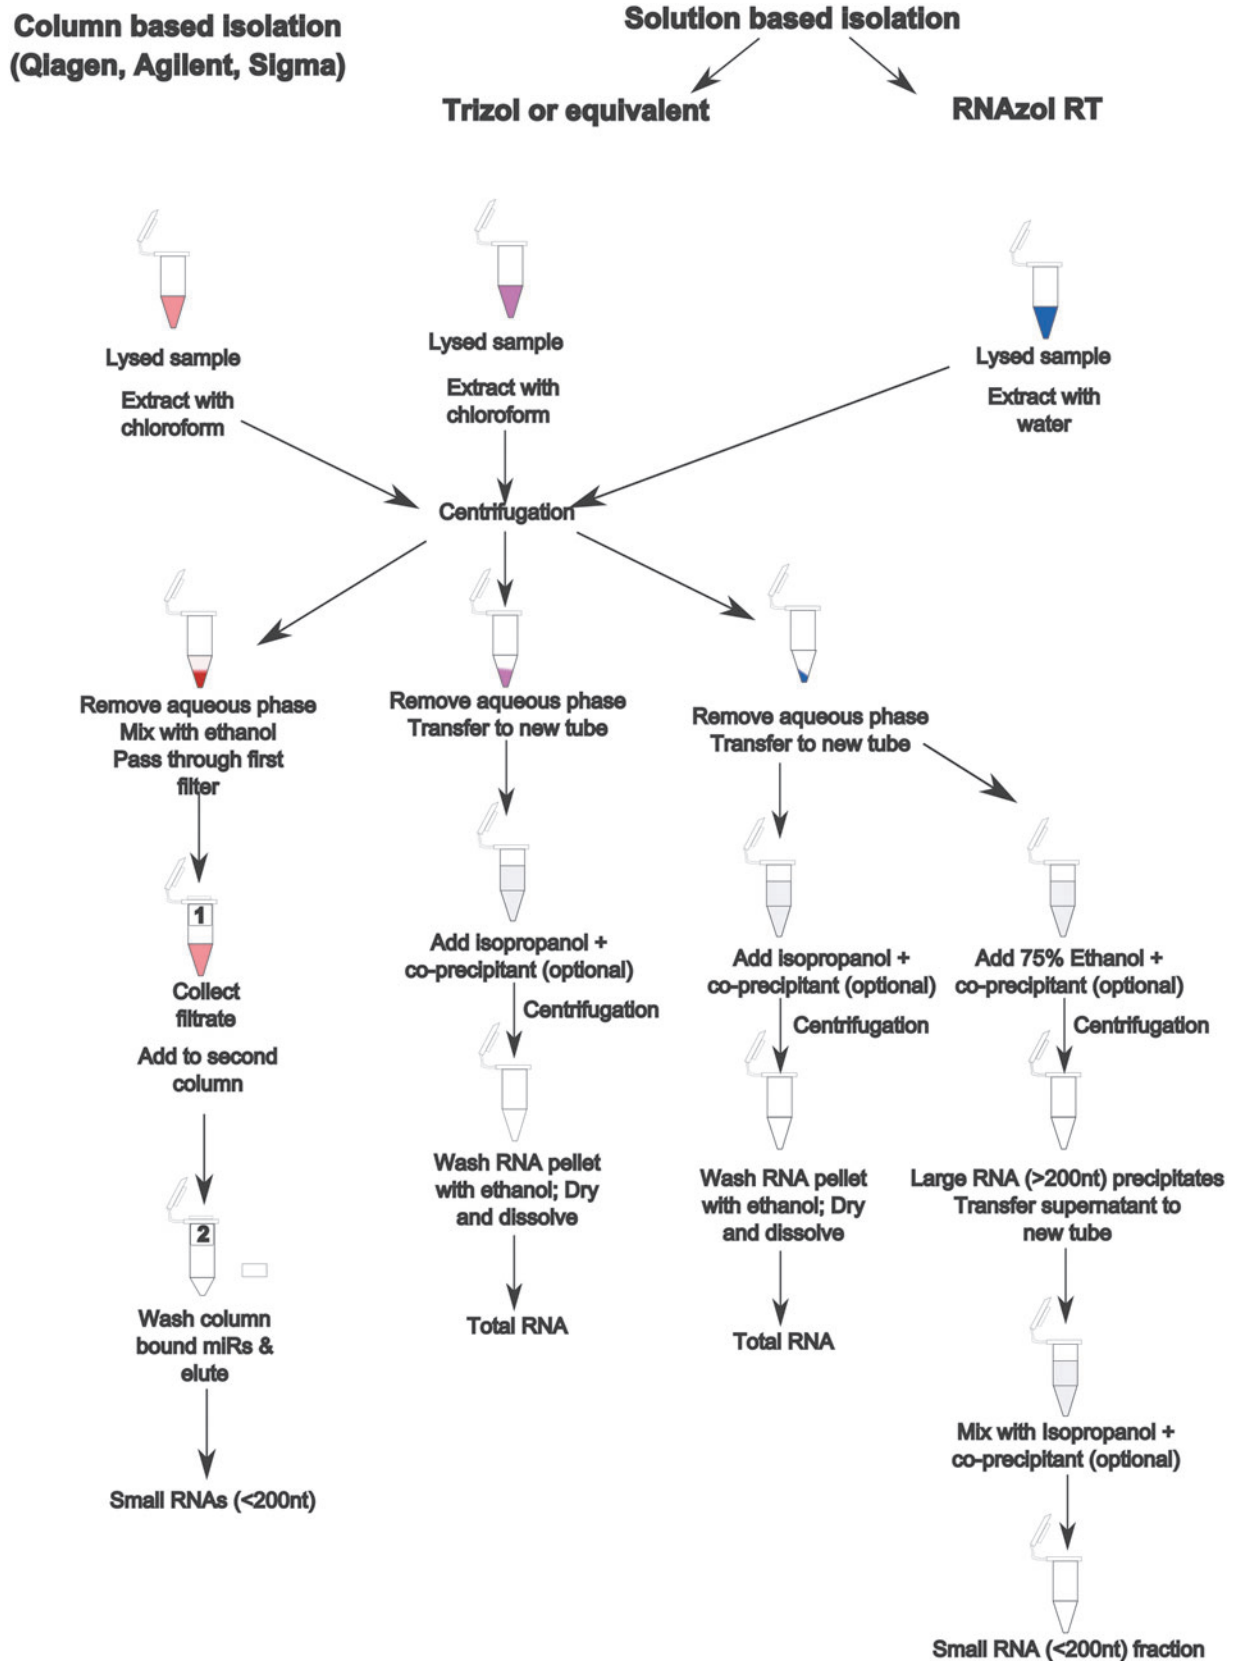 Column based isolation
(Qiagen, Agilent, Sigma)
Solution based isolation
Trizol or equivalent
RNAzol RT
Lysed sample
Extract with
chloroform
Lysed sample
Extract with
chloroform
Lysed sample
Extract with
water
Centrifugation
Remove aqueous phase
Mix with ethanol
Pass through first
filter
1
Collect
filtrate
Add to second
column
2
Wash column
bound miRs &
elute
Small RNAs (<200nt)
Remove aqueous phase
Transfer to new tube
Add isopropanol +
co-precipitant (optional)
Centrifugation
Wash RNA pellet
with ethanol; Dry
and dissolve
Total RNA
Remove aqueous phase
Transfer to new tube
Add isopropanol +
co-precipitant (optional)
Centrifugation
Wash RNA pellet
with ethanol; Dry
and dissolve
Total RNA
Add 75% Ethanol +
co-precipitant (optional)
Centrifugation
Large RNA (>200nt) precipitates
Transfer supernatant to
new tube
Mix with Isopropanol +
co-precipitant (optional)
Small RNA (<200nt) fraction